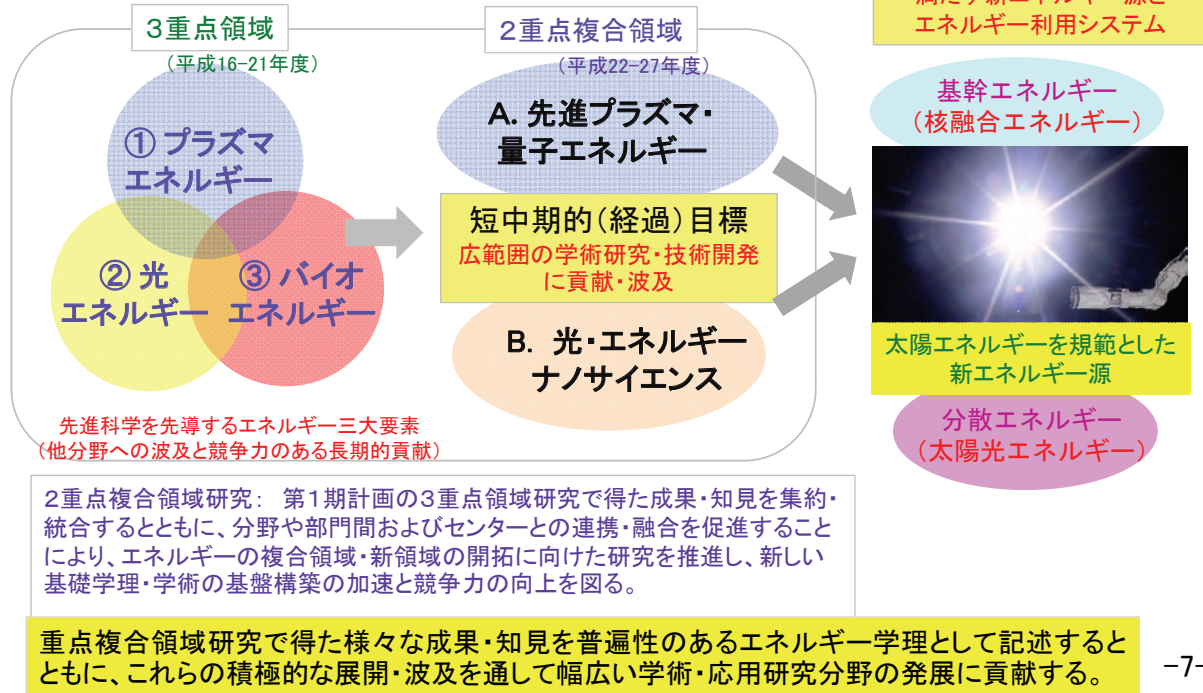 3重点領域
(平成16-21年度)
① プラズマ
エネルギー
② 光
エネルギー
③ バイオ
エネルギー
先進科学を先導するエネルギー三大要素
(他分野への波及と競争力のある長期的貢献)
2重点複合領域
(平成22-27年度)
A. 先進プラズマ・
量子エネルギー
短中期的(経過)目標
広範囲の学術研究・技術開発
に貢献・波及
B. 光・エネルギー
ナノサイエンス
エネルギー利用システム
基幹エネルギー
(核融合エネルギー)
太陽エネルギーを規範とした
新エネルギー源
分散エネルギー
(太陽光エネルギー)
2重点複合領域研究: 第1期計画の3重点領域研究で得た成果・知見を集約・
統合するとともに、分野や部門間およびセンターとの連携・融合を促進すること
により、エネルギーの複合領域・新領域の開拓に向けた研究を推進し、新しい
基礎学理・学術の基盤構築の加速と競争力の向上を図る。
重点複合領域研究で得た様々な成果・知見を普遍性のあるエネルギー学理として記述すると
ともに、これらの積極的な展開・波及を通して幅広い学術・応用研究分野の発展に貢献する。
-7-